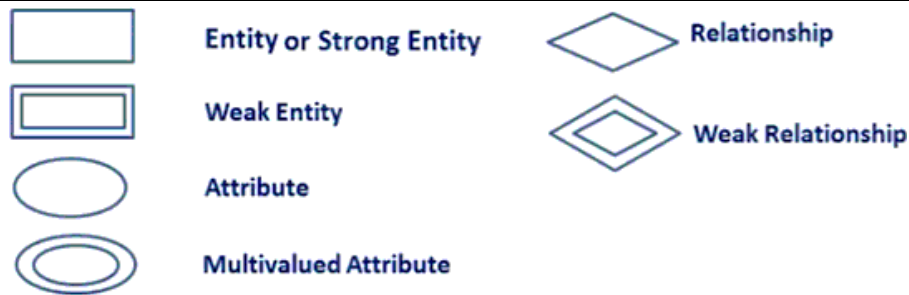 Entity or Strong Entity
Relationship
Weak Entity
Weak Relationship
Attribute
Multivalued Attribute